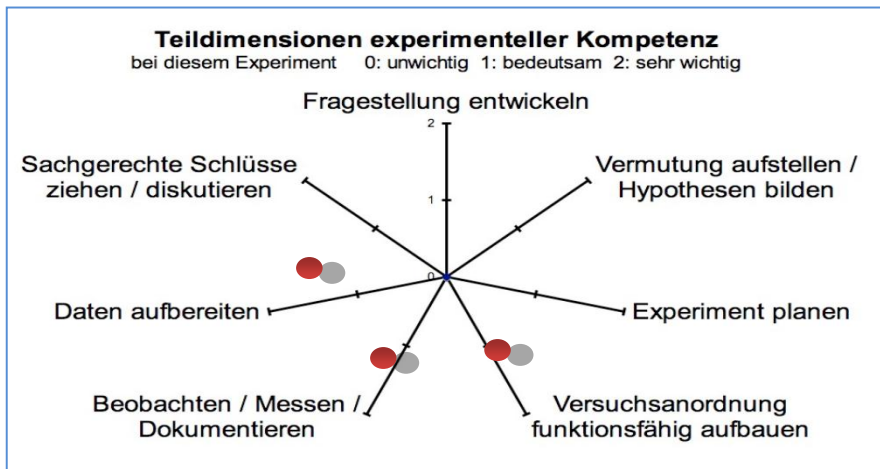 Teildimensionen experimenteller Kompetenz
bei diesem Experiment 0: unwichtig 1: bedeutsam 2: sehr wichtig
Fragestellung entwickeln
2
Sachgerechte Schlüsse
ziehen / diskutieren
Vermutung aufstellen /
Hypothesen bilden
1
0
Daten aufbereiten
Experiment planen
Beobachten / Messen /
Dokumentieren
Versuchsanordnung
funktionsfähig aufbauen